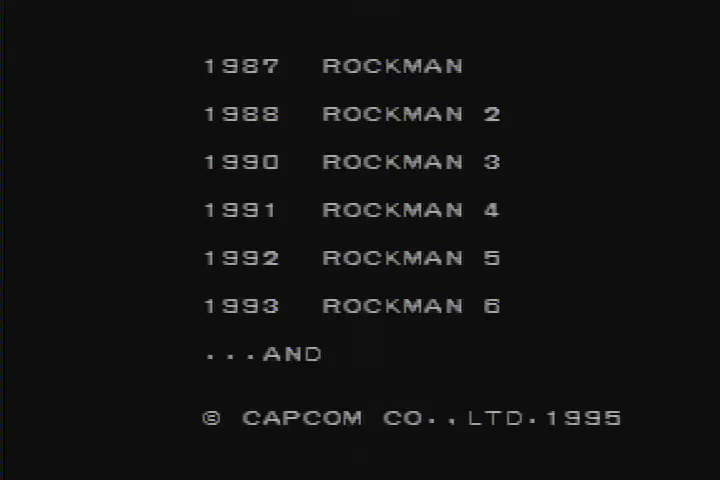 1987 ROCKMAN
1988 ROCKMAN 2
1990 ROCKMAN 3
1991 ROCKMAN 4
1992 ROCKMAN 5
1993 ROCKMAN 6
...AND
© CAPCOM CO.,LTD.1995